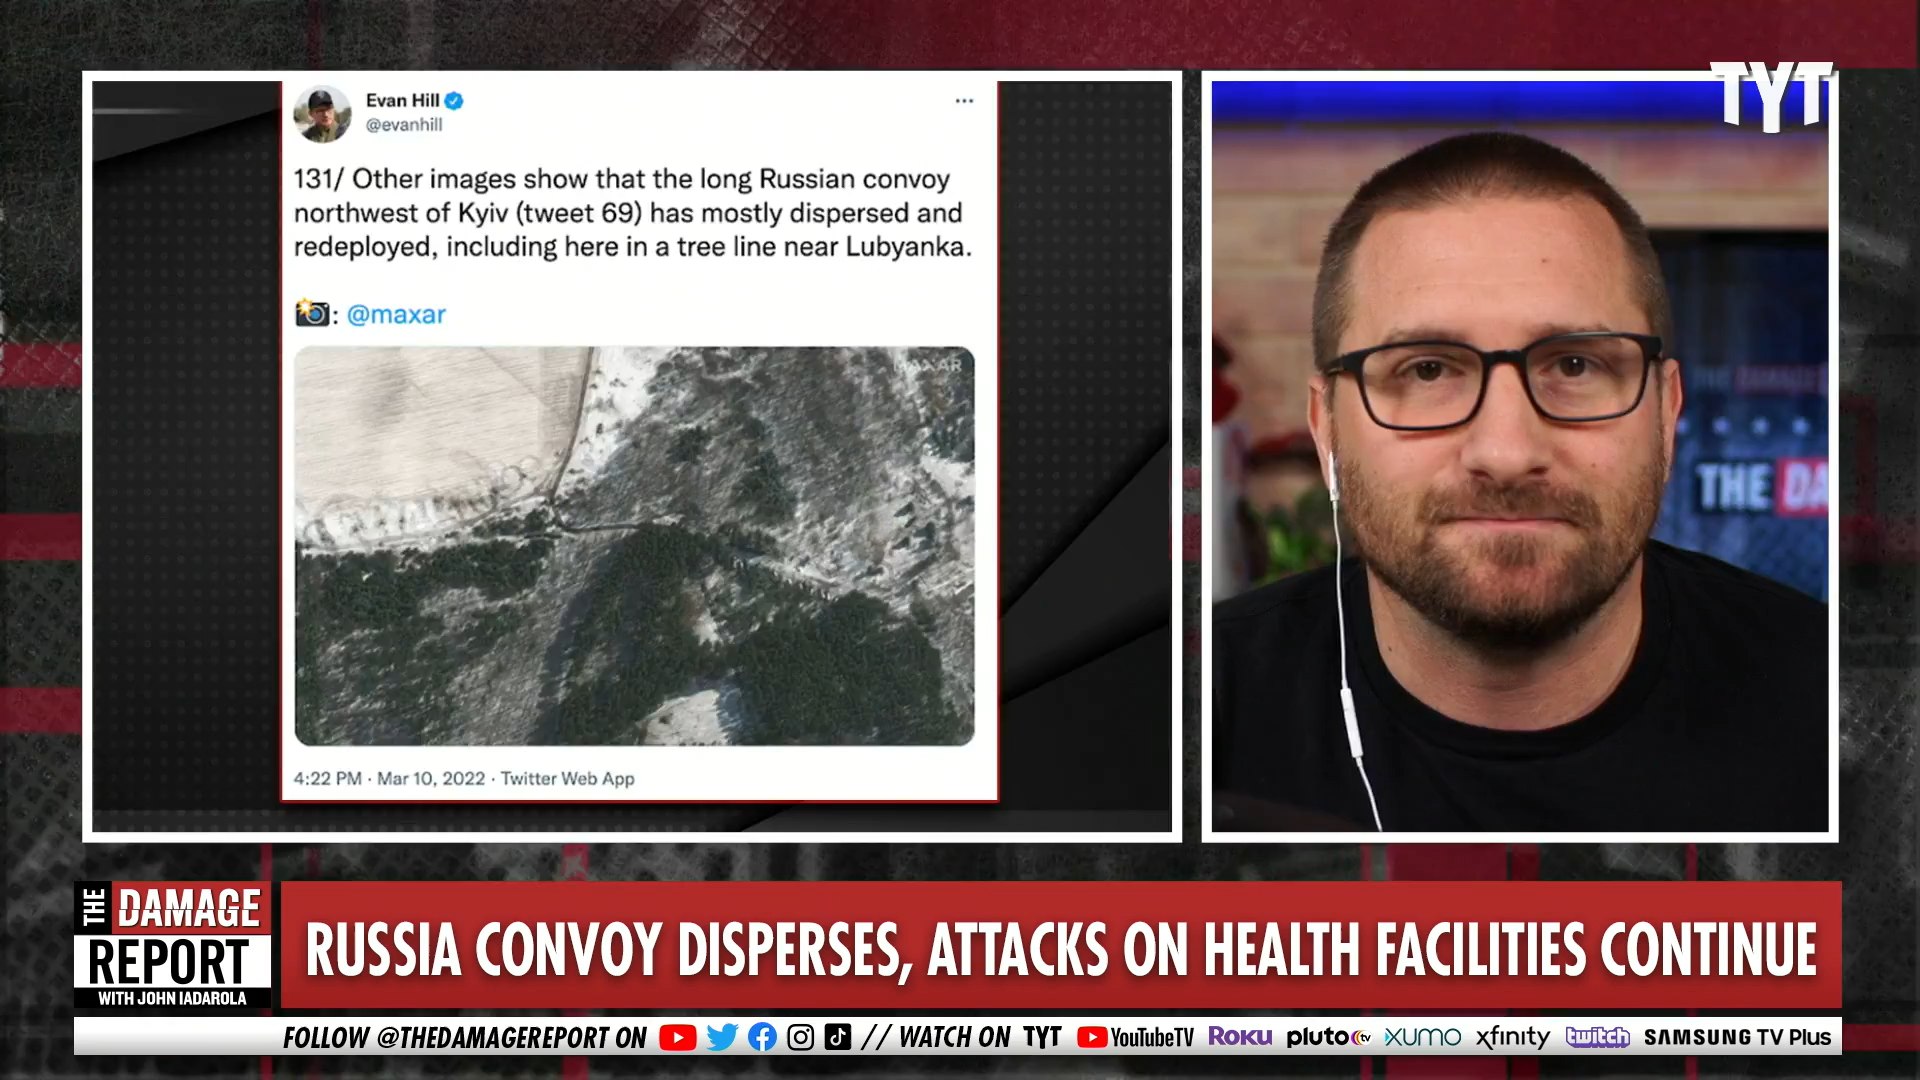 TYT
Evan Hill
@evanhill
131/ Other images show that the long Russian convoy
northwest of Kyiv (tweet 69) has mostly dispersed and
redeployed, including here in a tree line near Lubyanka.
: @maxar
MAXAR
4:22 PM · Mar 10, 2022 · Twitter Web App
THE DAMAGE
THE DA
THE DAMAGE
REPORT
WITH JOHN IADAROLA
RUSSIA CONVOY DISPERSES, ATTACKS ON HEALTH FACILITIES CONTINUE
FOLLOW @THEDAMAGEREPORT ON // WATCH ON TYT YouTubeTV ROKU pluto tv XUMO xfinity twitch SAMSUNG TV Plus